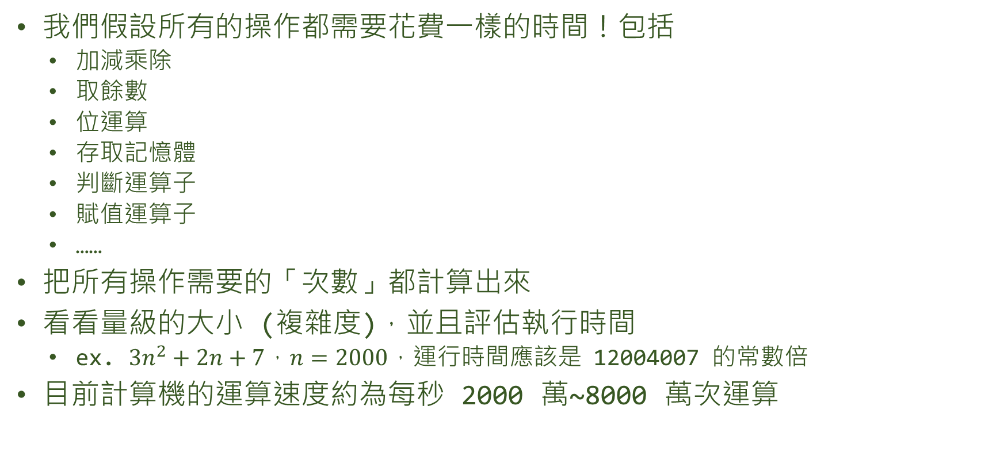 • 我們假設所有的操作都需要花費一樣的時間！包括
• 加減乘除
• 取餘數
• 位運算
• 存取記憶體
• 判斷運算子
• 賦值運算子
• ……
• 把所有操作需要的「次數」都計算出來
• 看看量級的大小 (複雜度)，並且評估執行時間
• ex. 3n² + 2n + 7，n = 2000，運行時間應該是 12004007 的常數倍
• 目前計算機的運算速度約為每秒 2000 萬~8000 萬次運算